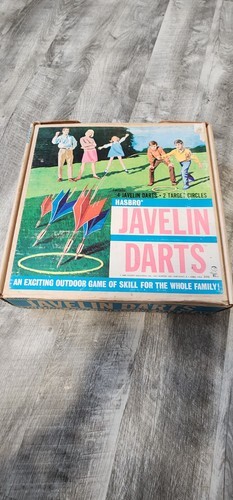 4 JAVELIN DARTS - 2 TARGET CIRCLES
HASBRO
JAVELIN
DARTS
AN EXCITING OUTDOOR GAME OF SKILL FOR THE WHOLE FAMILY!
JAVELIN DARTS